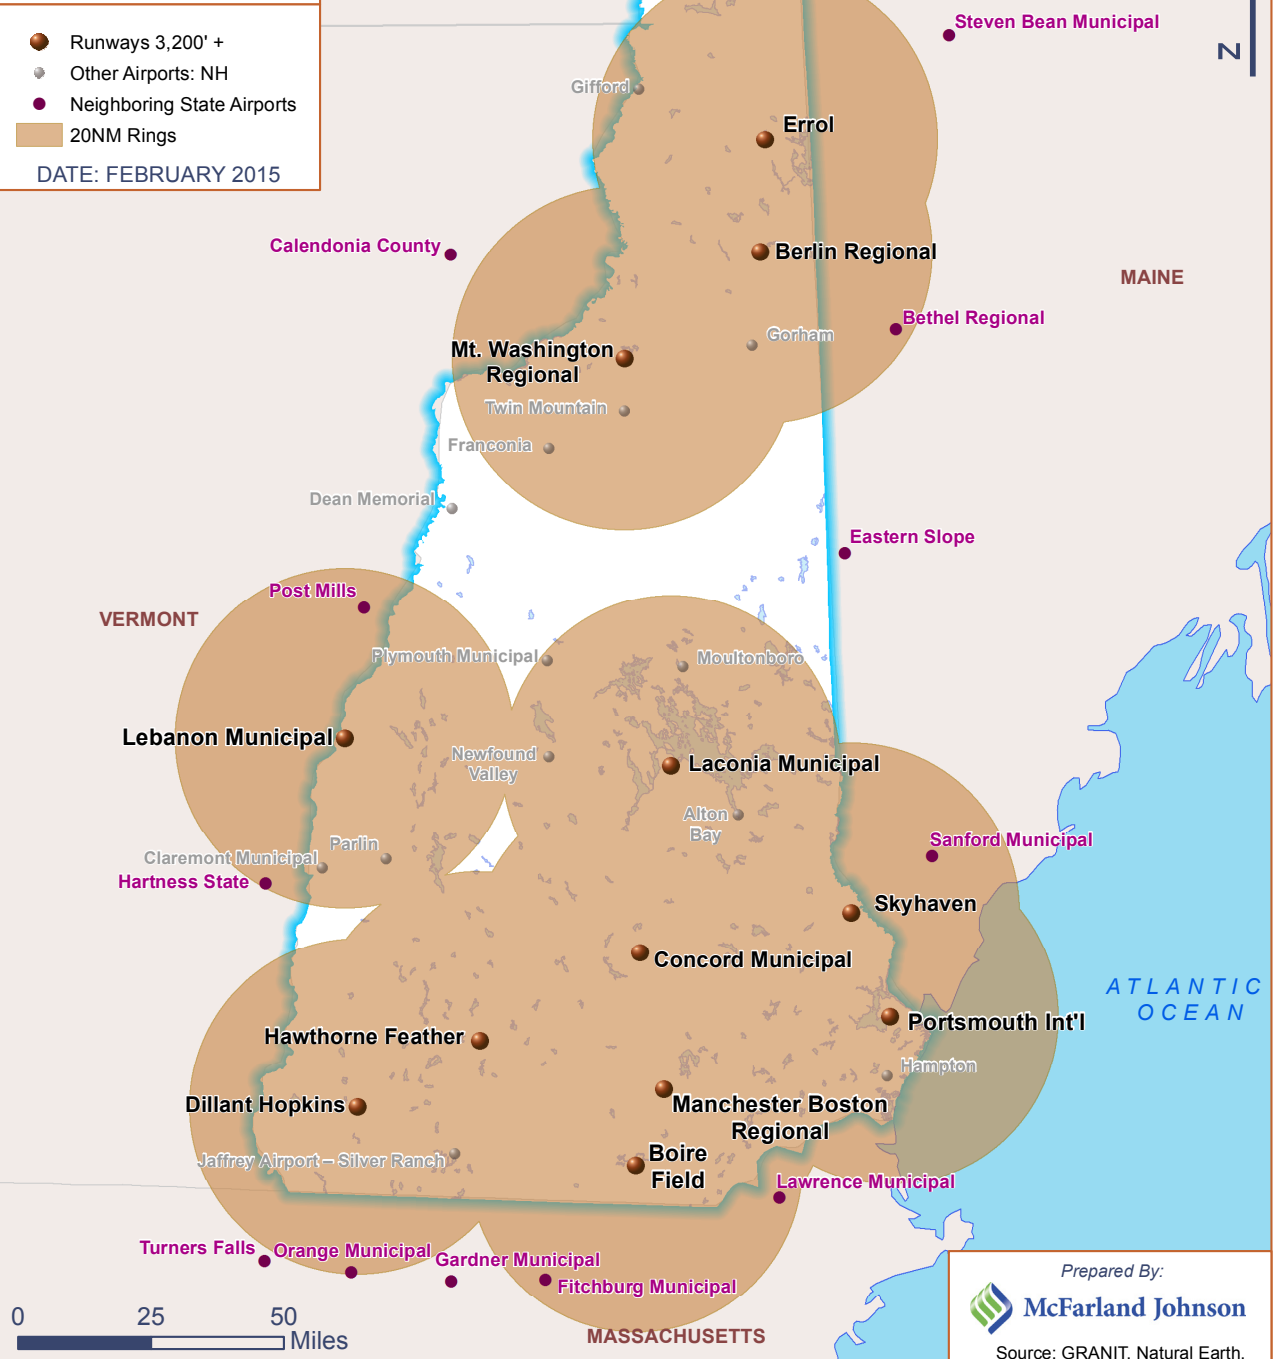 Runways 3,200' +
Other Airports: NH
Neighboring State Airports
20NM Rings
DATE: FEBRUARY 2015
Steven Bean Municipal
N
Gifford
Errol
Calendonia County
Berlin Regional
MAINE
Bethel Regional
Gorham
Mt. Washington
Regional
Twin Mountain
Franconia
Dean Memorial
Eastern Slope
Post Mills
VERMONT
Plymouth Municipal
Moultonboro
Lebanon Municipal
Newfound
Valley
Laconia Municipal
Alton
Bay
Parlin
Claremont Municipal
Hartness State
Sanford Municipal
Skyhaven
Concord Municipal
ATLANTIC
OCEAN
Portsmouth Int'l
Hawthorne Feather
Hampton
Dillant Hopkins
Manchester Boston
Regional
Jaffrey Airport – Silver Ranch
Boire
Field
Lawrence Municipal
Turners Falls
Orange Municipal
Gardner Municipal
Fitchburg Municipal
MASSACHUSETTS
0 25 50
Miles
Prepared By:
McFarland Johnson
Source: GRANIT, Natural Earth.